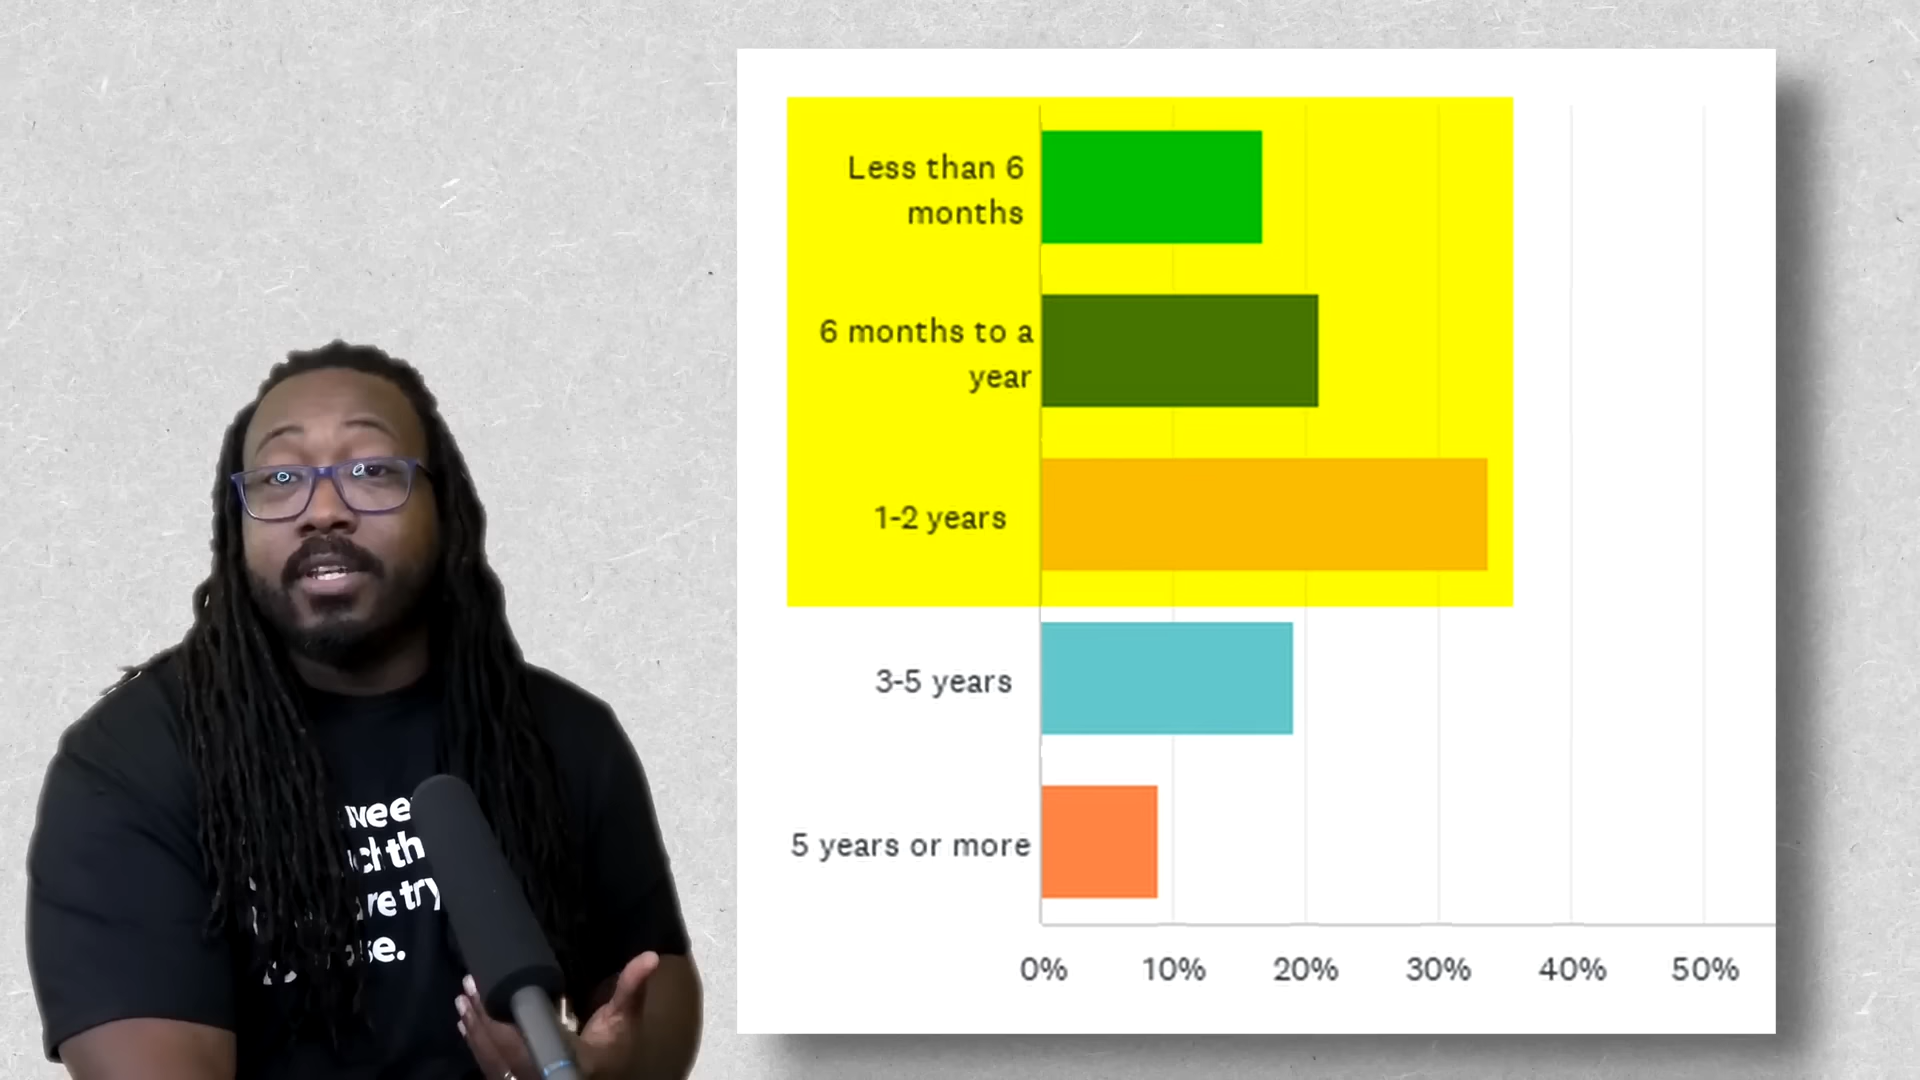 Less than 6
months
6 months to a
year
1-2 years
3-5 years
5 years or more
0% 10% 20% 30% 40% 50%